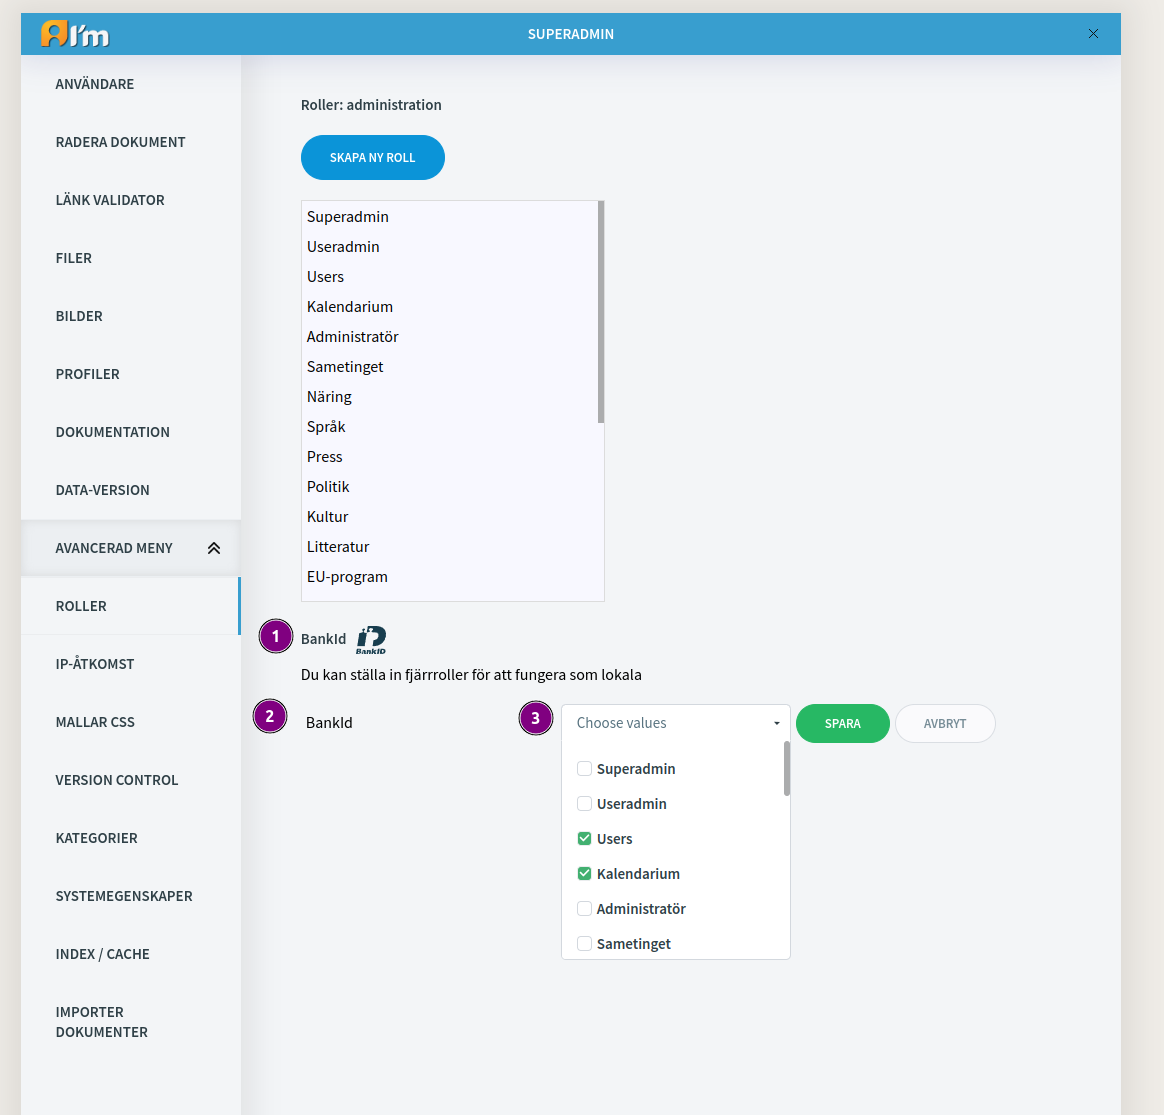 I'm
SUPERADMIN
ANVÄNDARE
RADERA DOKUMENT
LÄNK VALIDATOR
FILER
BILDER
PROFILER
DOKUMENTATION
DATA-VERSION
AVANCERAD MENY
ROLLER
IP-ÅTKOMST
MALLAR CSS
VERSION CONTROL
KATEGORIER
SYSTEMEGENSKAPER
INDEX / CACHE
IMPORTER
DOKUMENTER
Roller: administration
SKAPA NY ROLL
Superadmin
Useradmin
Users
Kalendarium
Administratör
Sametinget
Näring
Språk
Press
Politik
Kultur
Litteratur
EU-program
1 BankId BankID
Du kan ställa in fjärrroller för att fungera som lokala
2 BankId 3 Choose values SPARA AVBRYT
Superadmin
Useradmin
Users
Kalendarium
Administratör
Sametinget